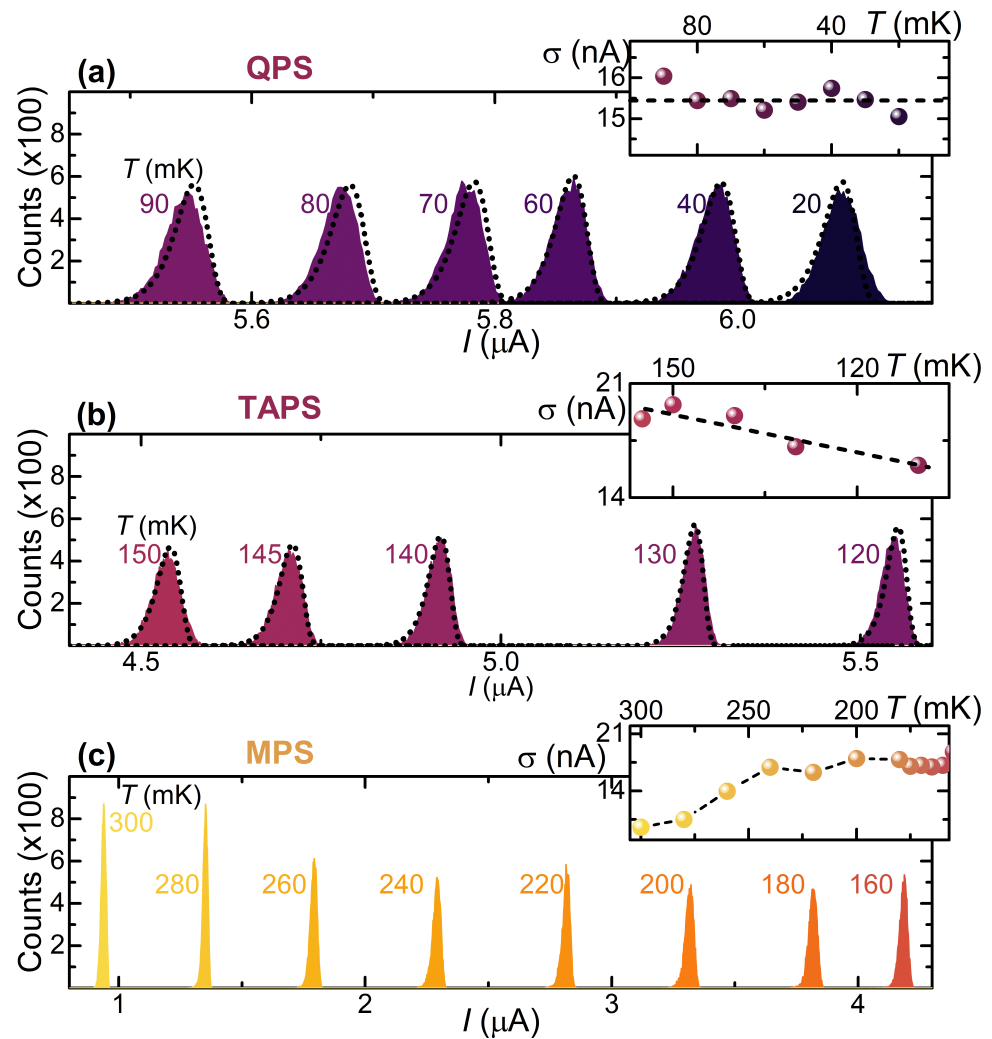 80 40 T (mK)
(a) QPS σ (nA)
16
15
Counts (x100)
8
6
4
2
T (mK)
90 80 70 60 40 20
5.6 5.8 6.0
I (μA)
150 120 T (mK)
(b) TAPS σ (nA)
21
14
Counts (x100)
8
6
4
2
T (mK)
150 145 140 130 120
4.5 5.0 5.5
I (μA)
300 250 200 T (mK)
(c) MPS σ (nA)
21
14
Counts (x100)
8
6
4
2
T (mK)
300
280 260 240 220 200 180 160
1 2 3 4
I (μA)